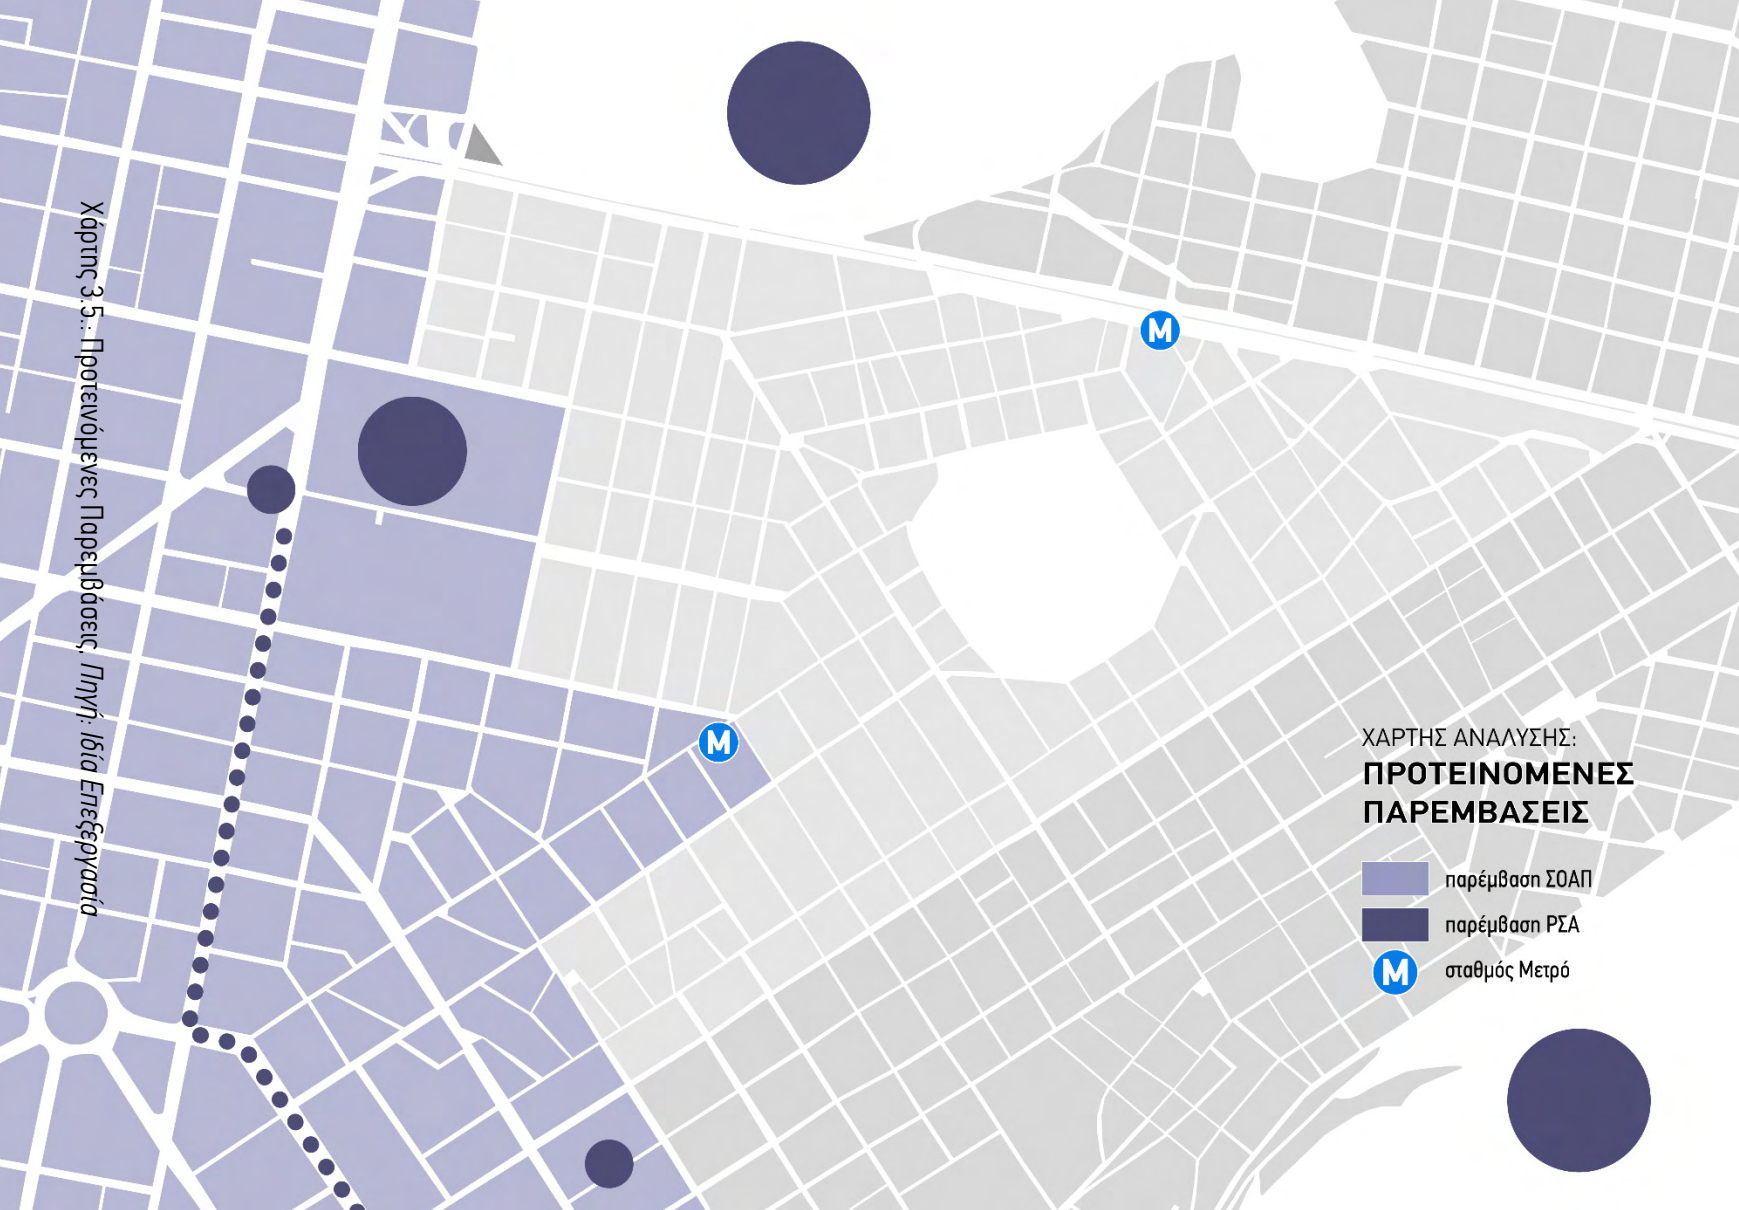 Χάρτης 3.5.: Προτεινόμενες Παρεμβάσεις, Πηγή: Ιδία Επεξεργασία
M
M
ΧΑΡΤΗΣ ΑΝΑΛΥΣΗΣ:
ΠΡΟΤΕΙΝΟΜΕΝΕΣ
ΠΑΡΕΜΒΑΣΕΙΣ
παρέμβαση ΣΟΑΠ
παρέμβαση ΡΣΑ
M σταθμός Μετρό